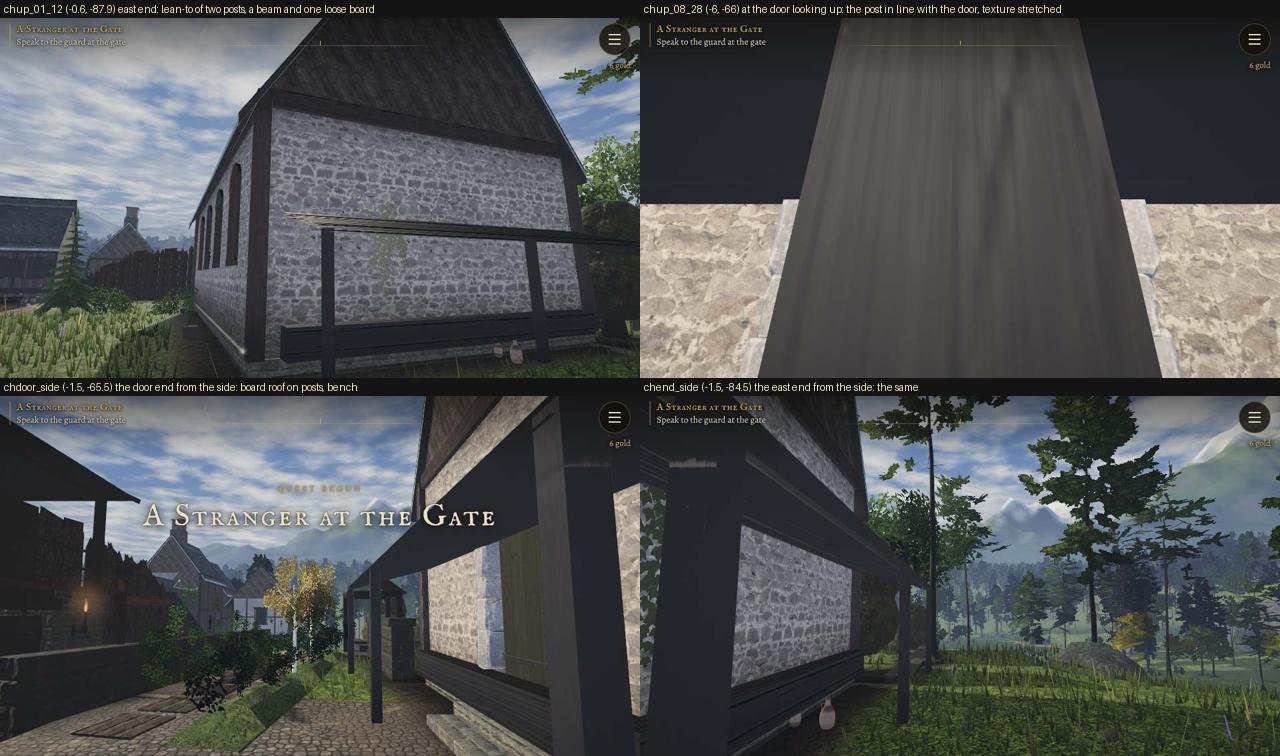 chup_01_12 (-0.6, -87.9) east end: lean-to of two posts, a beam and one loose board
A Stranger at the Gate
Speak to the guard at the gate
6 gold
chup_08_28 (-6, -66) at the door looking up: the post in line with the door, texture stretched
A Stranger at the Gate
Speak to the guard at the gate
6 gold
chdoor_side (-1.5, -65.5) the door end from the side: board roof on posts, bench
A Stranger at the Gate
Speak to the guard at the gate
6 gold
QUEST BEGUN
A Stranger at the Gate
chend_side (-1.5, -84.5) the east end from the side: the same
A Stranger at the Gate
Speak to the guard at the gate
6 gold